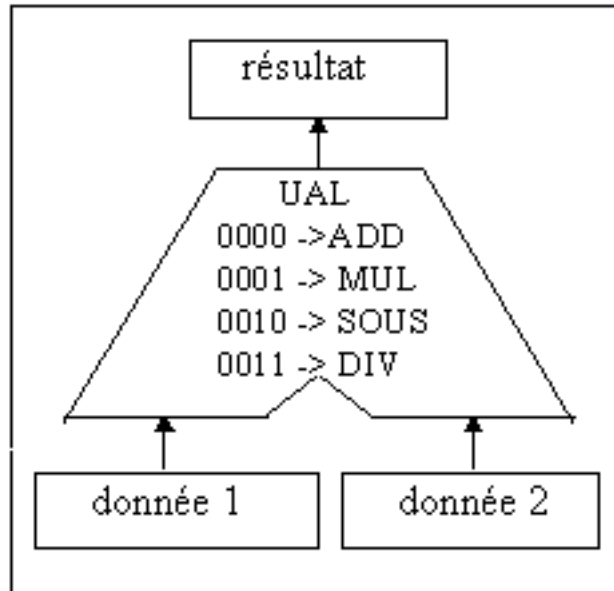 résultat
UAL
0000 ->ADD
0001 -> MUL
0010 -> SOUS
0011 -> DIV
donnée 1
donnée 2